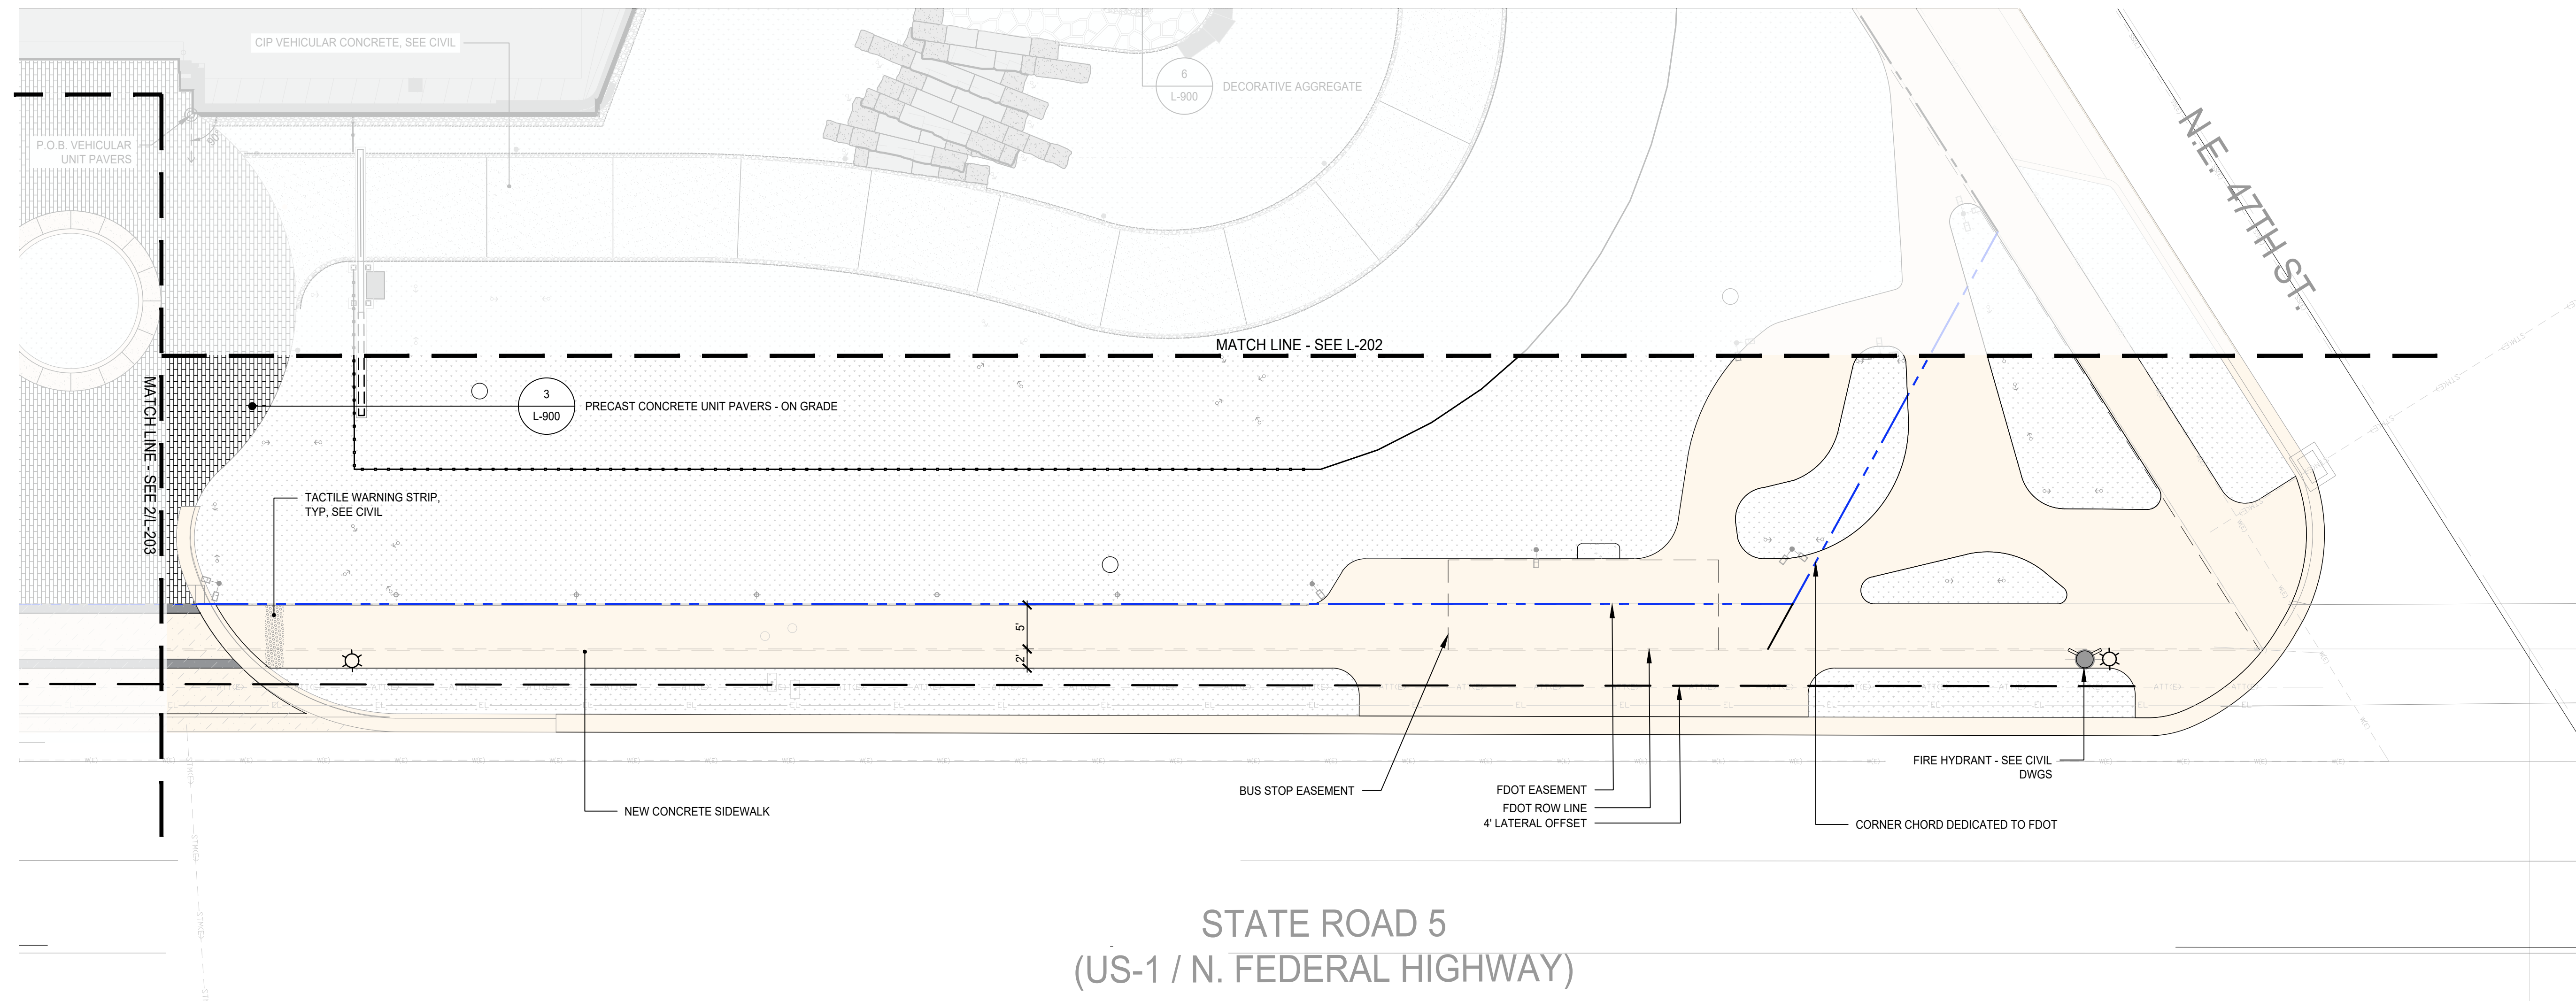 CIP VEHICULAR CONCRETE, SEE CIVIL
6
L-900
DECORATIVE AGGREGATE
P.O.B. VEHICULAR
UNIT PAVERS
N.E. 47TH ST.
MATCH LINE - SEE L-202
MATCH LINE - SEE 2/L-203
3
L-900
PRECAST CONCRETE UNIT PAVERS - ON GRADE
TACTILE WARNING STRIP,
TYP, SEE CIVIL
5'
2'
BUS STOP EASEMENT
FDOT EASEMENT
FDOT ROW LINE
4' LATERAL OFFSET
FIRE HYDRANT - SEE CIVIL
DWGS
CORNER CHORD DEDICATED TO FDOT
NEW CONCRETE SIDEWALK
STATE ROAD 5
(US-1 / N. FEDERAL HIGHWAY)